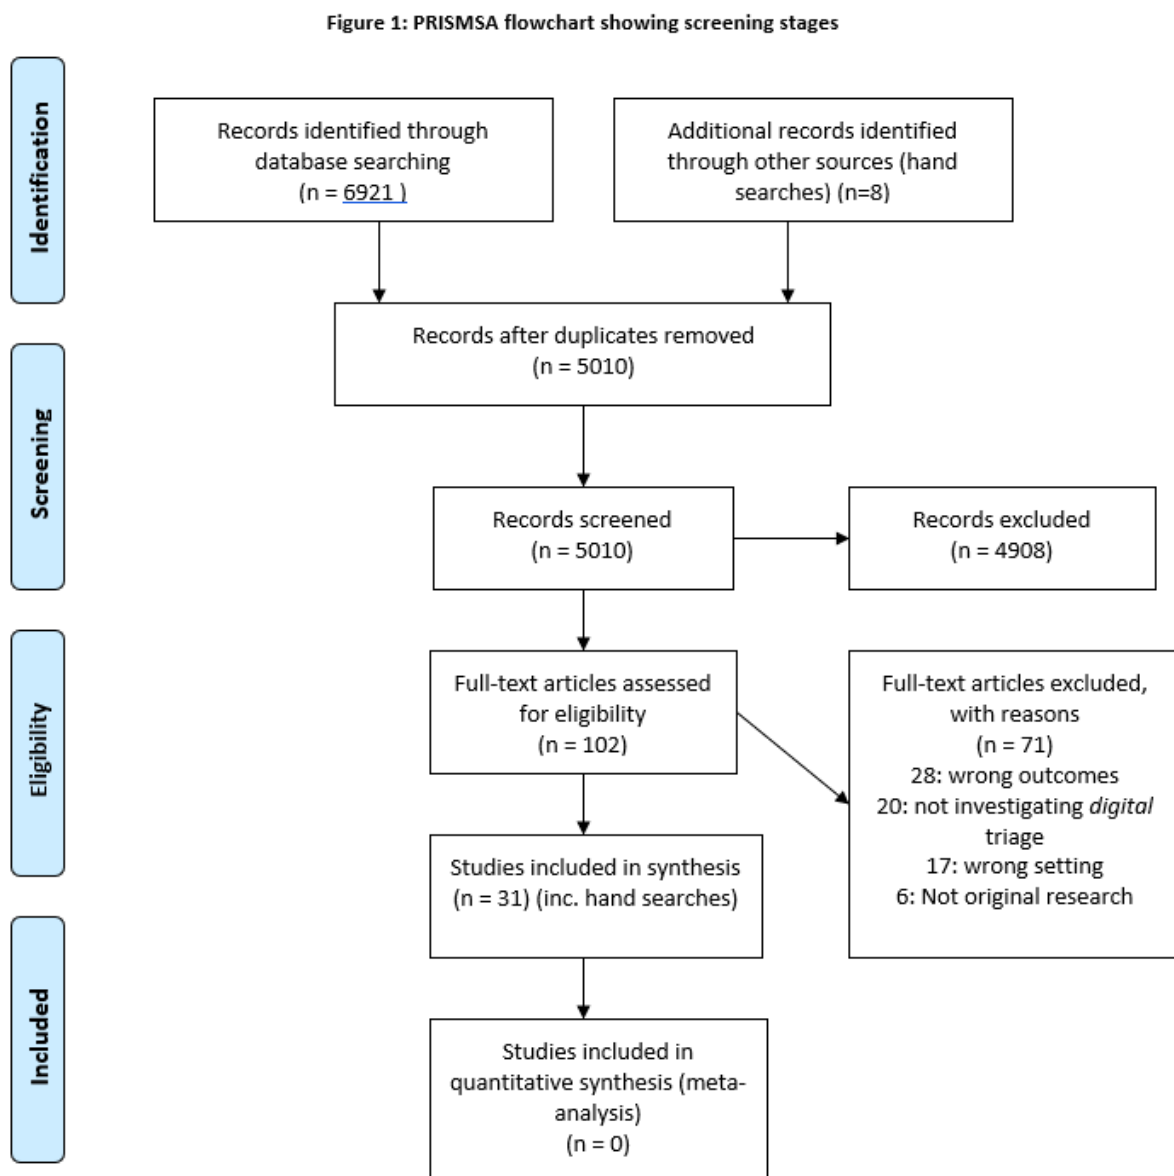 Figure 1: PRISMSA flowchart showing screening stages
Identification
Records identified through
database searching
(n = 6921 )
Additional records identified
through other sources (hand
searches) (n=8)
Records after duplicates removed
(n = 5010)
Screening
Records screened
(n = 5010)
Records excluded
(n = 4908)
Eligibility
Full-text articles assessed
for eligibility
(n = 102)
Full-text articles excluded,
with reasons
(n = 71)
28: wrong outcomes
20: not investigating digital
triage
17: wrong setting
6: Not original research
Studies included in synthesis
(n = 31) (inc. hand searches)
Included
Studies included in
quantitative synthesis (meta-
analysis)
(n = 0)